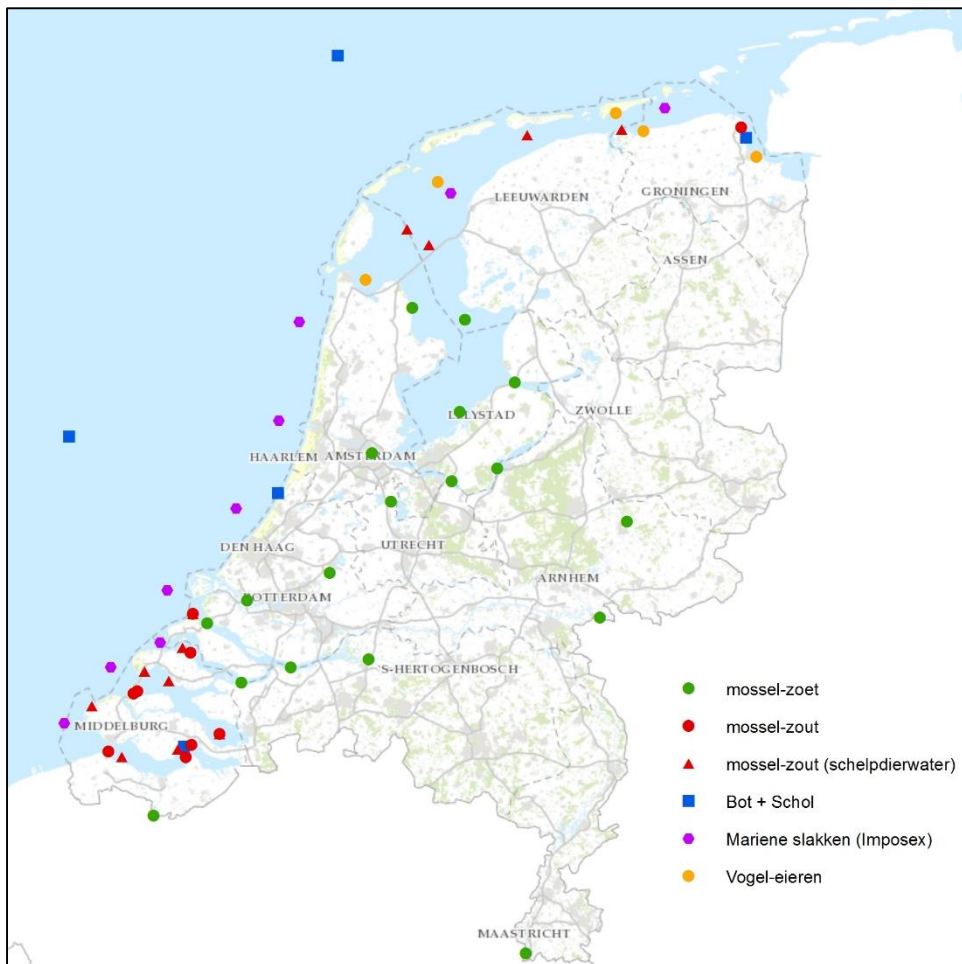 LEEUWARDEN
GRONINGEN
ASSEN
LELYSTAD
ZWOLLE
HAARLEM
AMSTERDAM
DEN HAAG
UTRECHT
ARNHEM
ROTTERDAM
'S-HERTOGENBOSCH
MIDDELBURG
MAASTRICHT
mossel-zoet
mossel-zout
mossel-zout (schelpdierwater)
Bot + Schol
Mariene slakken (Imposex)
Vogel-eieren